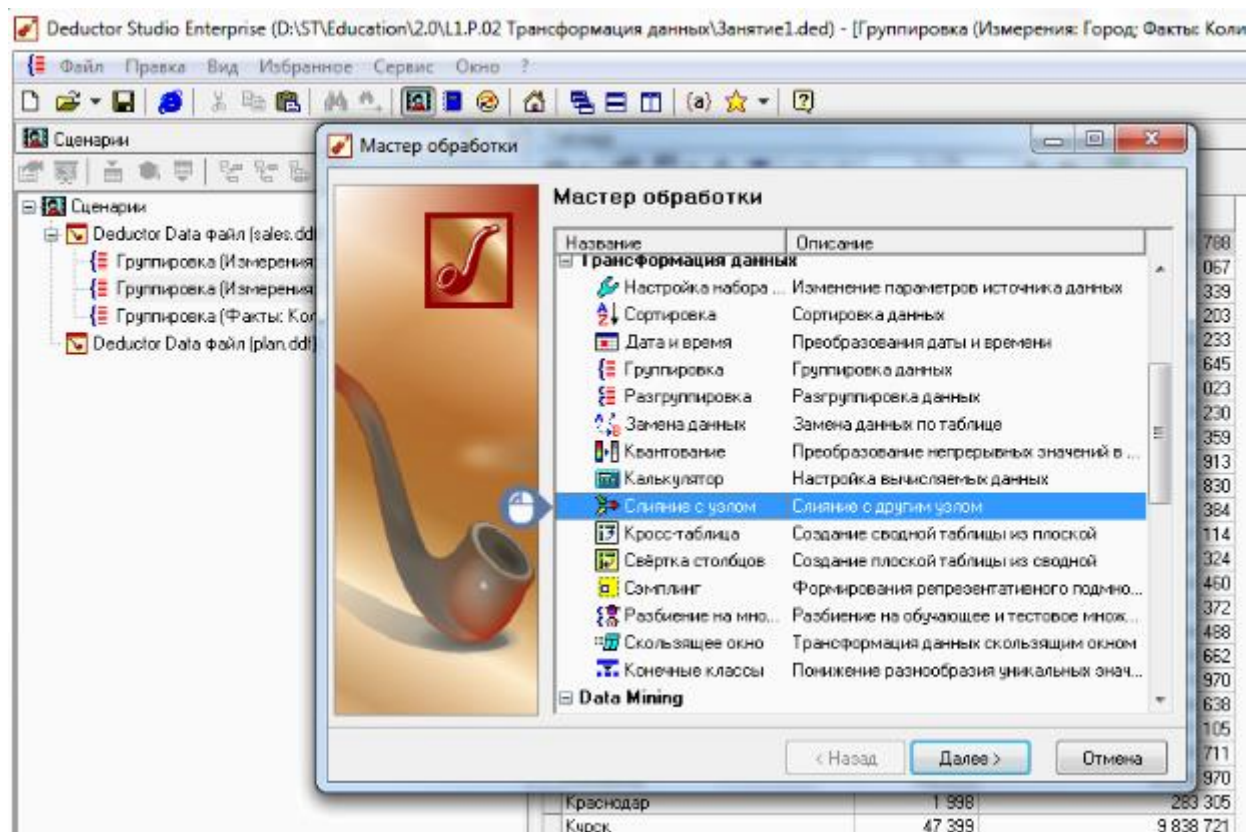 Deductor Studio Enterprise (D:\ST\Education\2.0\L1.P.02 Трансформация данных\Занятие1.ded) - [Группировка (Измерения: Город; Факты: Коли
Файл Правка Вид Избранное Сервис Окно ?
Сценарии
Сценарии
Deductor Data файл (sales.dd
Группировка (Измерения
Группировка (Измерения
Группировка (Факты: Кол
Deductor Data файл (plan.ddf)
Мастер обработки
Мастер обработки
Название Описание
Трансформация данных
Настройка набора ... Изменение параметров источника данных
Сортировка Сортировка данных
Дата и время Преобразования даты и времени
Группировка Группировка данных
Разгруппировка Разгруппировка данных
Замена данных Замена данных по таблице
Квантование Преобразование непрерывных значений в ...
Калькулятор Настройка вычисляемых данных
Слияние с узлом Слияние с другим узлом
Кросс-таблица Создание сводной таблицы из плоской
Свёртка столбцов Создание плоской таблицы из сводной
Сэмплинг Формирования репрезентативного подмно...
Разбиение на мно... Разбиение на обучающее и тестовое множ...
Скользящее окно Трансформация данных скользящим окном
Конечные классы Понижение разнообразия уникальных знач...
Data Mining
< Назад Далее > Отмена
788
067
339
203
233
645
023
230
359
913
830
384
114
324
460
372
488
662
970
638
105
711
970
Краснодар 1 998 283 305
Курск 47 399 9 838 721